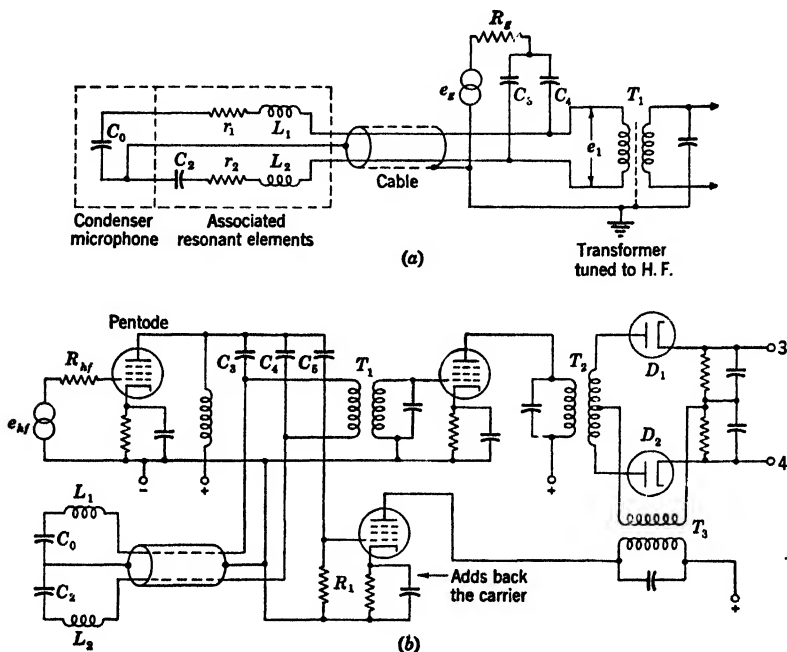 R_g
e_g
C_3
C_4
T_1
e_1
C_0
r_1
L_1
C_2
r_2
L_2
Cable
Condenser
microphone
Associated
resonant elements
Transformer
tuned to H. F.
(a)
Pentode
R_hf
e_hf
C_3
C_4
C_5
T_1
T_2
D_1
3
D_2
4
T_3
-
+
+
L_1
C_0
C_2
L_2
R_1
Adds back
the carrier
+
(b)